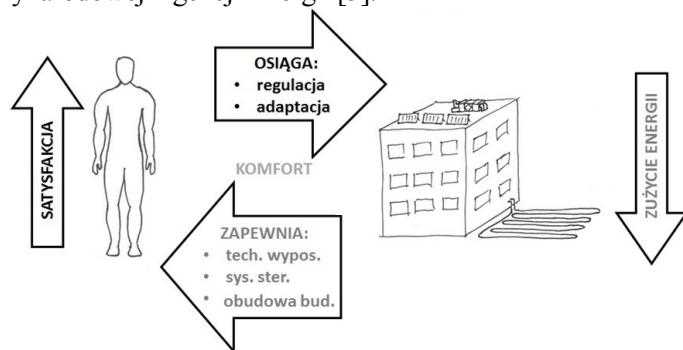 OSIĄGA:
• regulacja
• adaptacja
SATYSFAKCJA
KOMFORT
ZUŻYCIE ENERGII
ZAPEWNIA:
• tech. wypos.
• sys. ster.
• obudowa bud.